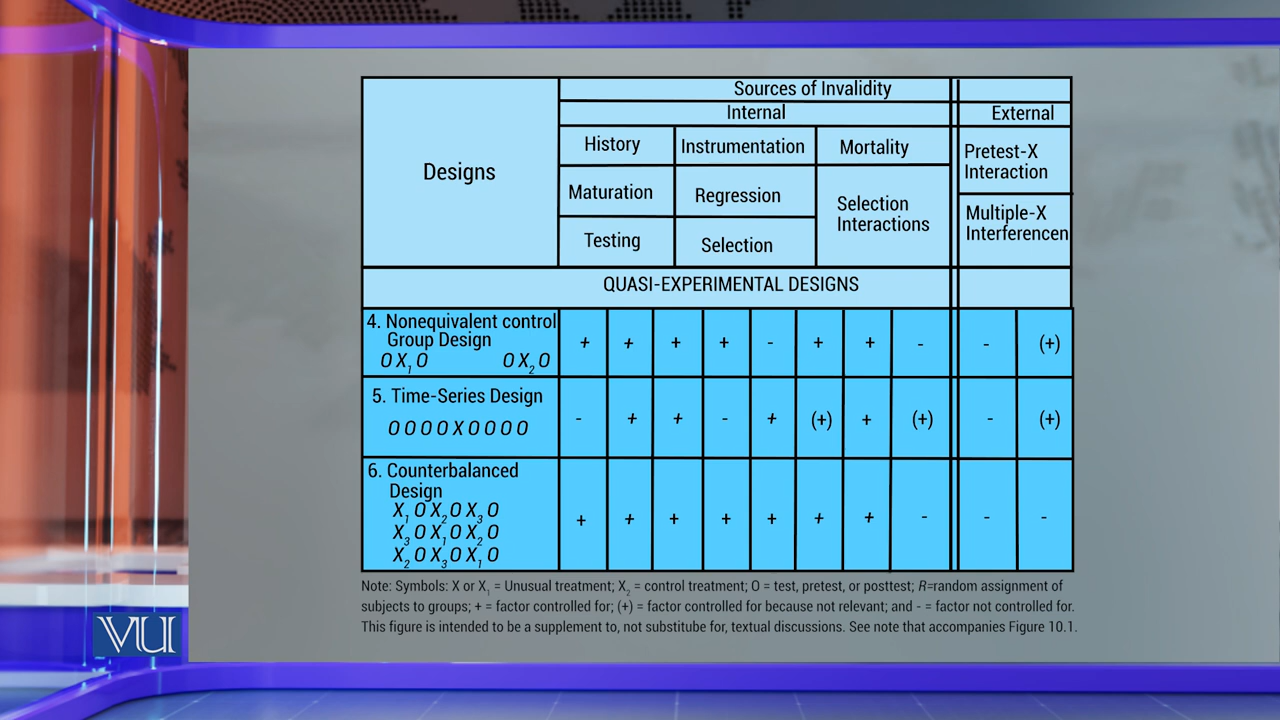 Sources of Invalidity
Internal External
Designs
History Instrumentation Mortality Pretest-X
Interaction
Maturation Regression Selection
Interactions Multiple-X
Interferencen
Testing Selection
QUASI-EXPERIMENTAL DESIGNS
4. Nonequivalent control
Group Design
O X₁ O O X₂ O
+ + + + - + + - - (+)
5. Time-Series Design
O O O O X O O O O
- + + - + (+) + (+) - (+)
6. Counterbalanced
Design
X₁ O X₂ O X₃ O
X₃ O X₁ O X₂ O
X₂ O X₃ O X₁ O
+ + + + + + + - - -
Note: Symbols: X or X₁ = Unusual treatment; X₂ = control treatment; O = test, pretest, or posttest; R=random assignment of
subjects to groups; + = factor controlled for; (+) = factor controlled for because not relevant; and - = factor not controlled for.
This figure is intended to be a supplement to, not substitube for, textual discussions. See note that accompanies Figure 10.1.
VU